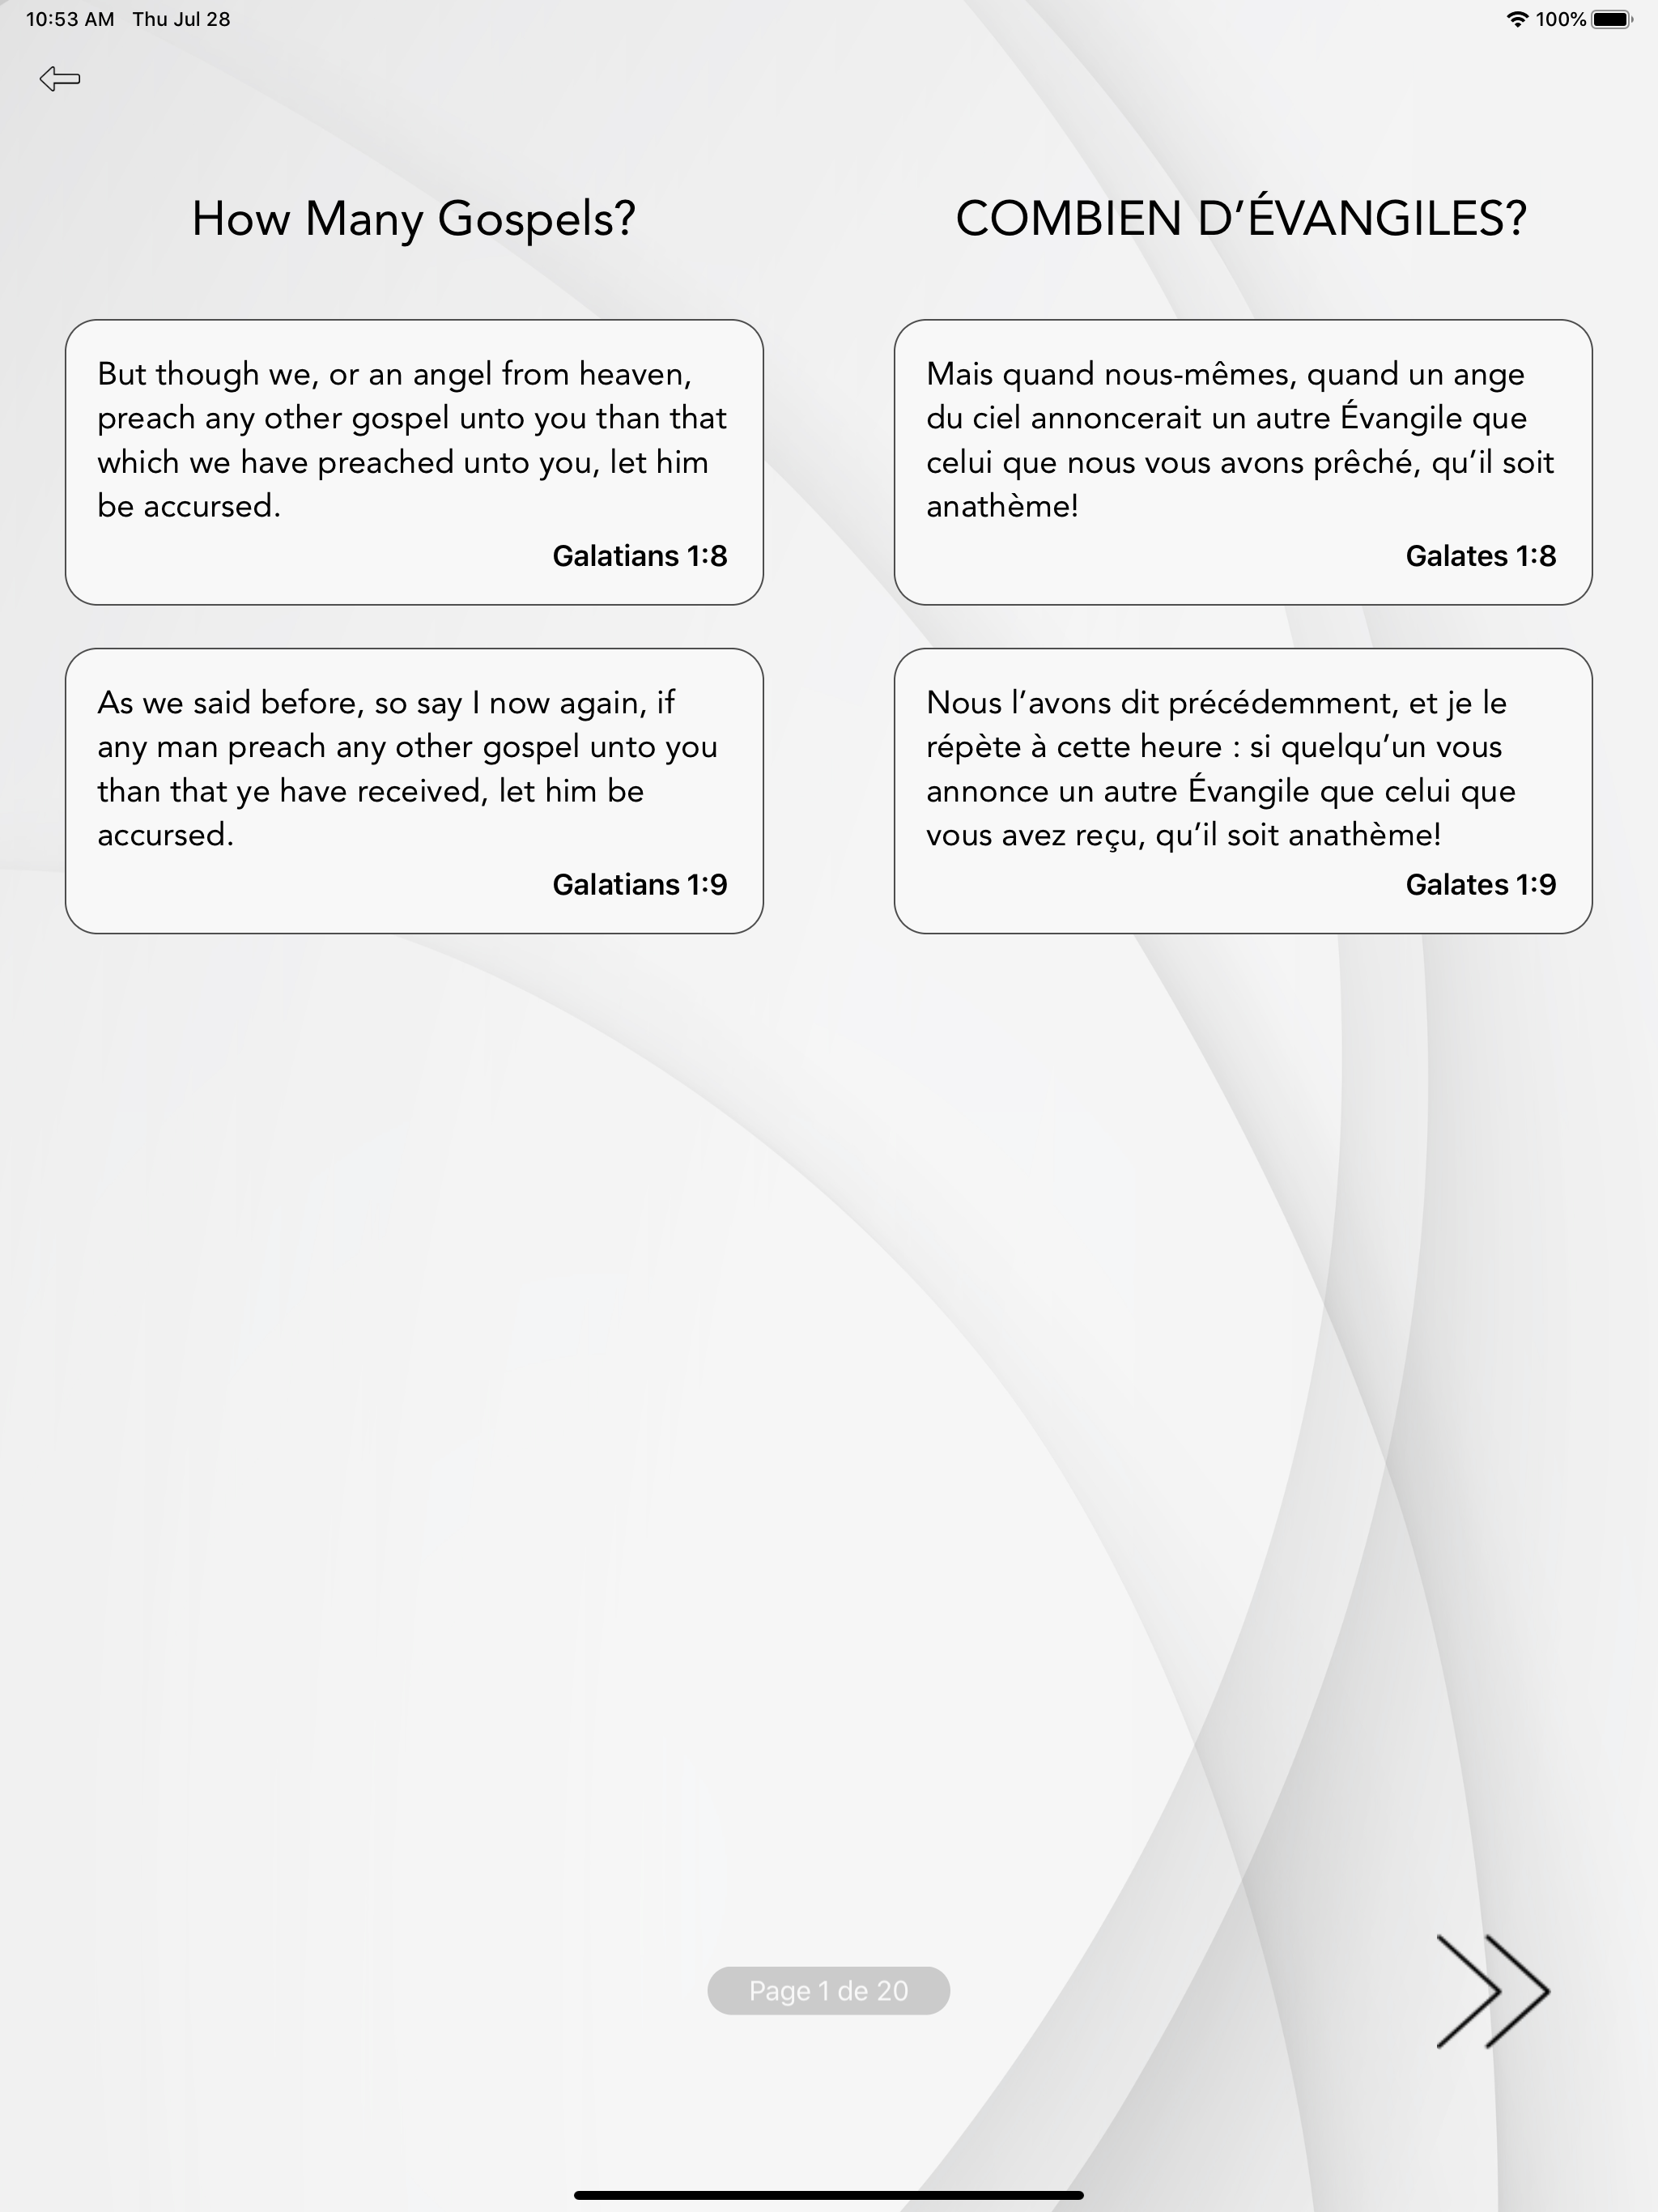 10:53 AM Thu Jul 28
100%
How Many Gospels?
But though we, or an angel from heaven,
preach any other gospel unto you than that
which we have preached unto you, let him
be accursed.
Galatians 1:8
As we said before, so say I now again, if
any man preach any other gospel unto you
than that ye have received, let him be
accursed.
Galatians 1:9
COMBIEN D’ÉVANGILES?
Mais quand nous-mêmes, quand un ange
du ciel annoncerait un autre Évangile que
celui que nous vous avons prêché, qu’il soit
anathème!
Galates 1:8
Nous l’avons dit précédemment, et je le
répète à cette heure : si quelqu’un vous
annonce un autre Évangile que celui que
vous avez reçu, qu’il soit anathème!
Galates 1:9
Page 1 de 20